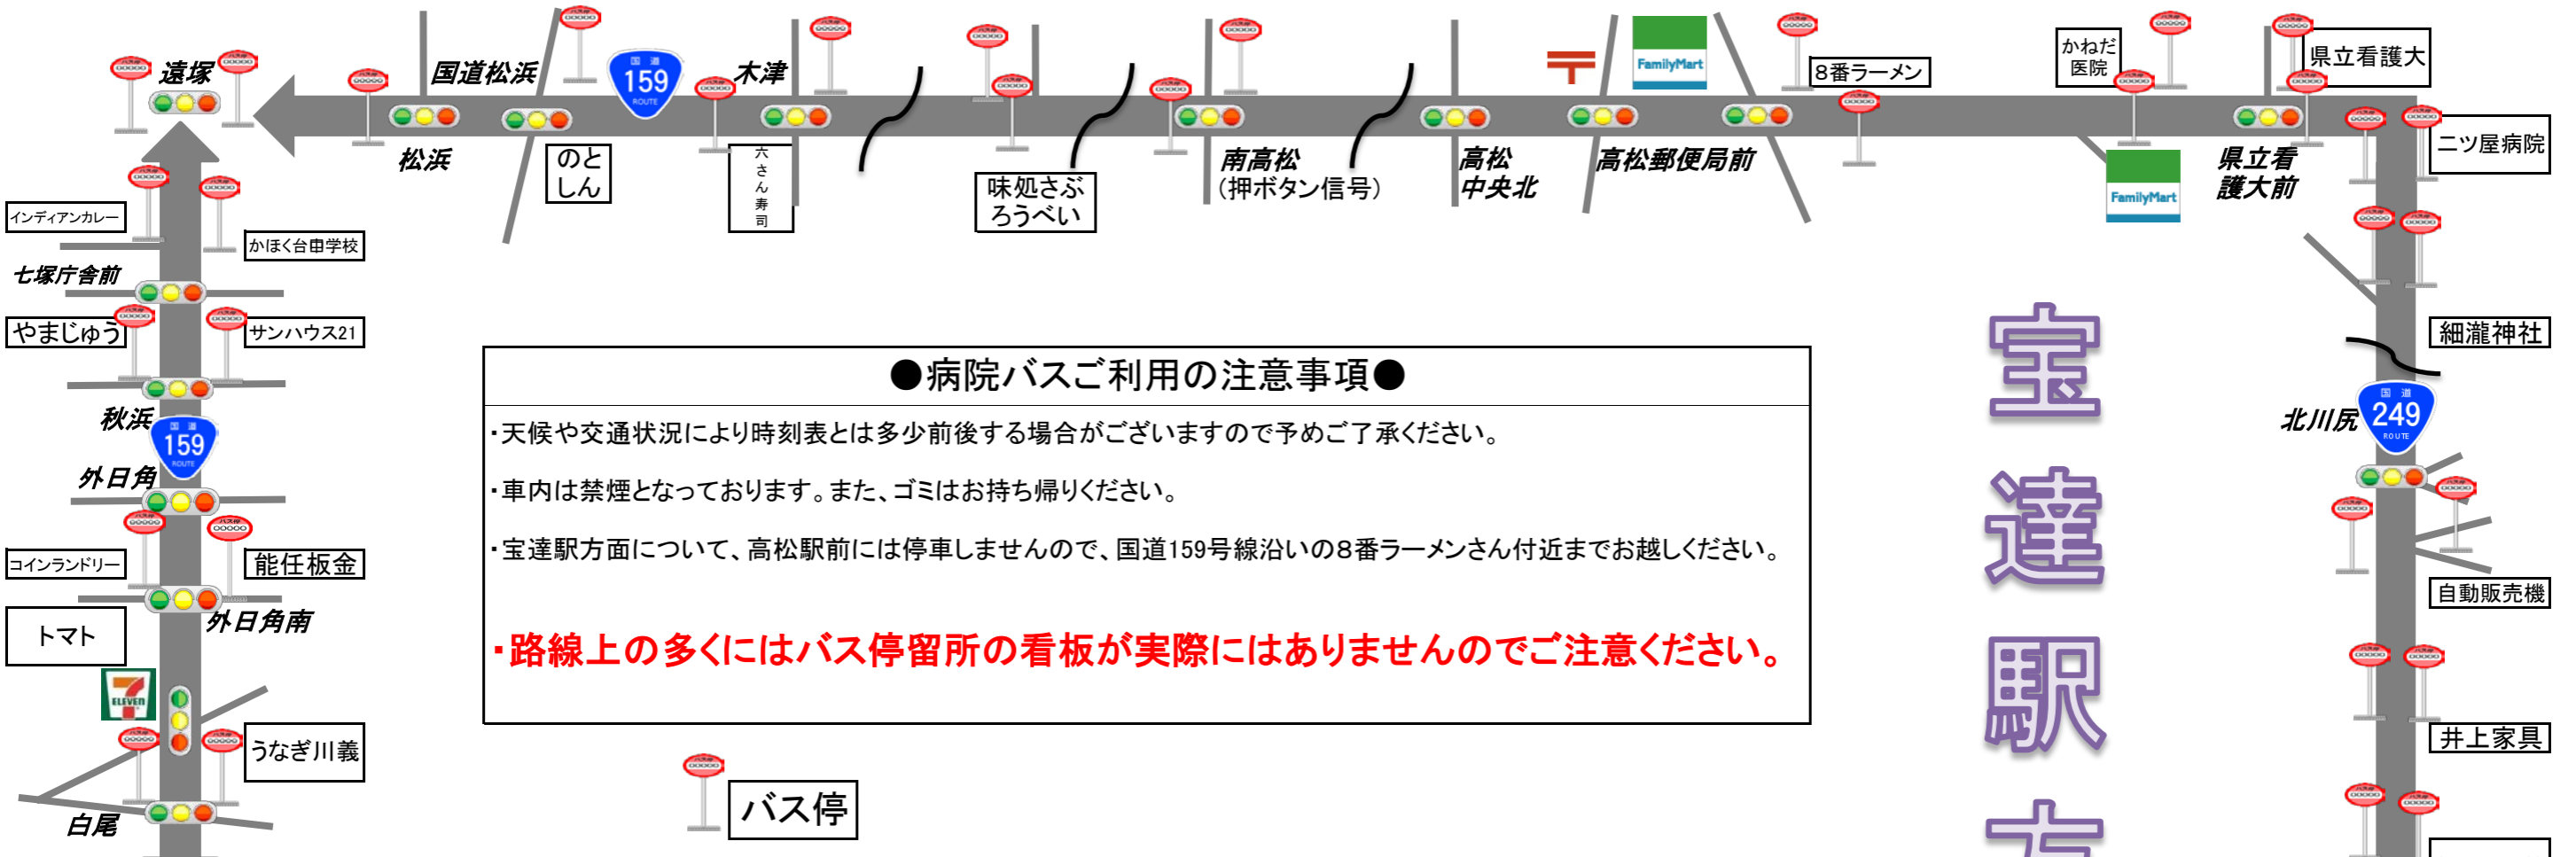 遠塚
国道松浜
国道
159
ROUTE
木津
FamilyMart
8番ラーメン
かねだ
医院
県立看護大
松浜
のと
しん
六さん寿司
味処さぶ
ろうべい
南高松
(押ボタン信号)
高松
中央北
高松郵便局前
FamilyMart
県立看
護大前
二ツ屋病院
インディアンカレー
かほく台中学校
七塚庁舎前
やまじゅう
サンハウス21
細瀧神社
秋浜
国道
159
ROUTE
外日角
コインランドリー
能任板金
外日角南
トマト
7
ELEVEN
うなぎ川義
白尾
●病院バスご利用の注意事項●
・天候や交通状況により時刻表とは多少前後する場合がございますので予めご了承ください。
・車内は禁煙となっております。また、ゴミはお持ち帰りください。
・宝達駅方面について、高松駅前には停車しませんので、国道159号線沿いの8番ラーメンさん付近までお越しください。
・路線上の多くにはバス停留所の看板が実際にはありませんのでご注意ください。
バス停
宝達駅方
北川尻
国道
249
ROUTE
自動販売機
井上家具